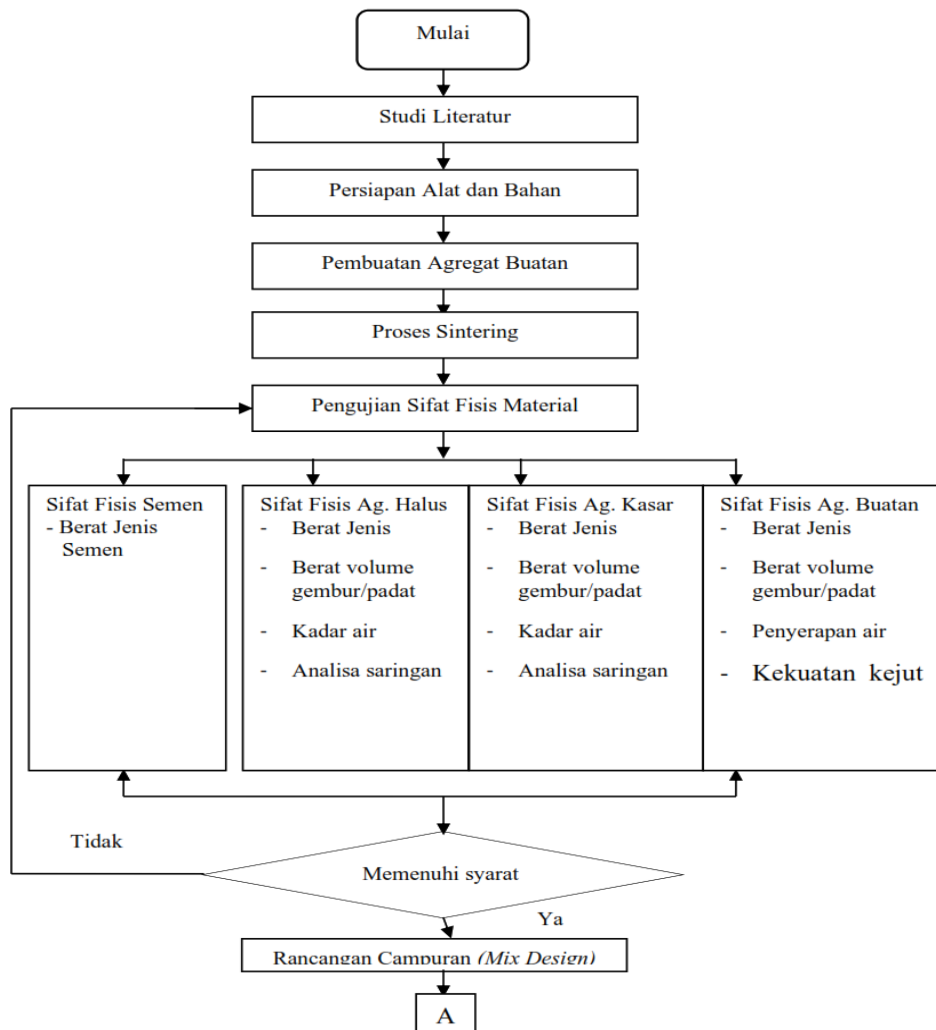 Mulai
Studi Literatur
Persiapan Alat dan Bahan
Pembuatan Agregat Buatan
Proses Sintering
Pengujian Sifat Fisis Material
Sifat Fisis Semen
- Berat Jenis
Semen
Sifat Fisis Ag. Halus
- Berat Jenis
- Berat volume
gembur/padat
- Kadar air
- Analisa saringan
Sifat Fisis Ag. Kasar
- Berat Jenis
- Berat volume
gembur/padat
- Kadar air
- Analisa saringan
Sifat Fisis Ag. Buatan
- Berat Jenis
- Berat volume
gembur/padat
- Penyerapan air
- Kekuatan kejut
Tidak
Memenuhi syarat
Ya
Rancangan Campuran (Mix Design)
A